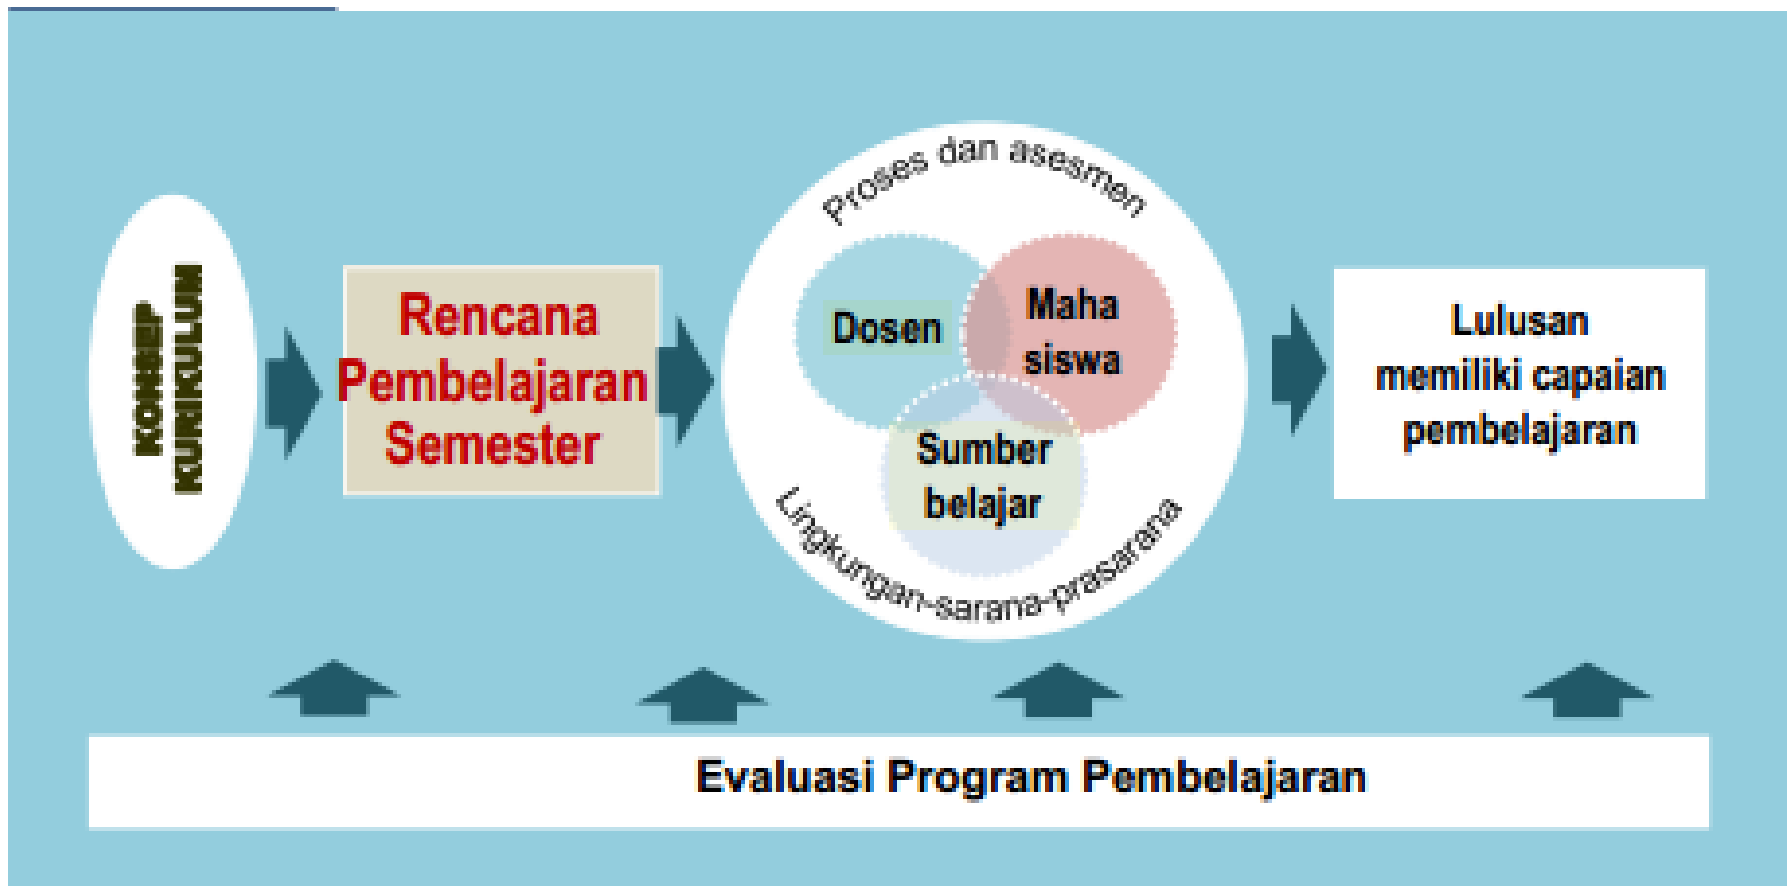 KONSEP
KURIKULUM
Rencana
Pembelajaran
Semester
Proses dan asesmen
Dosen
Maha
siswa
Sumber
belajar
Lingkungan-sarana-prasarana
Lulusan
memiliki capaian
pembelajaran
Evaluasi Program Pembelajaran